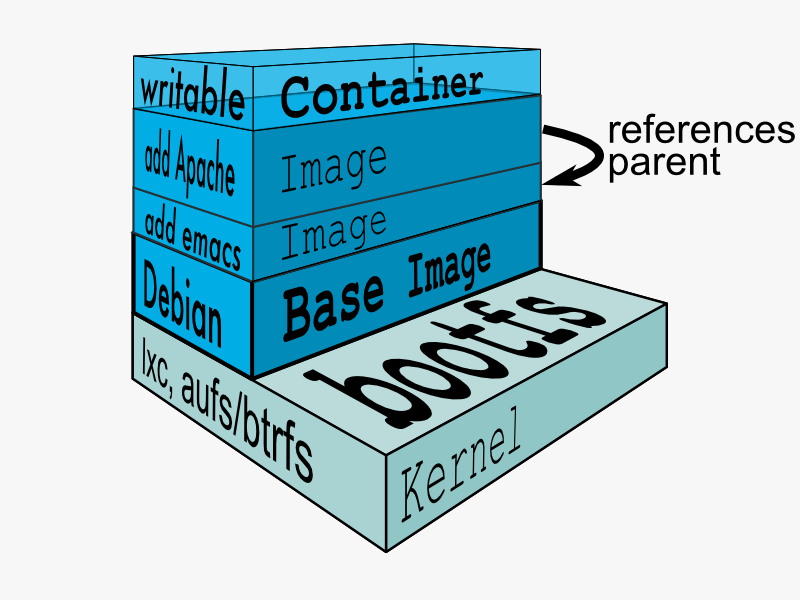 writable Container
add Apache Image
references
parent
add emacs Image
Debian Base Image
bootfs
lxc, aufs/btrfs
Kernel